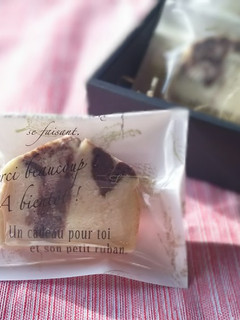 so faisant.
rci beaucoup
A bientôt!
Un cadeau pour toi
et son petit ruban.